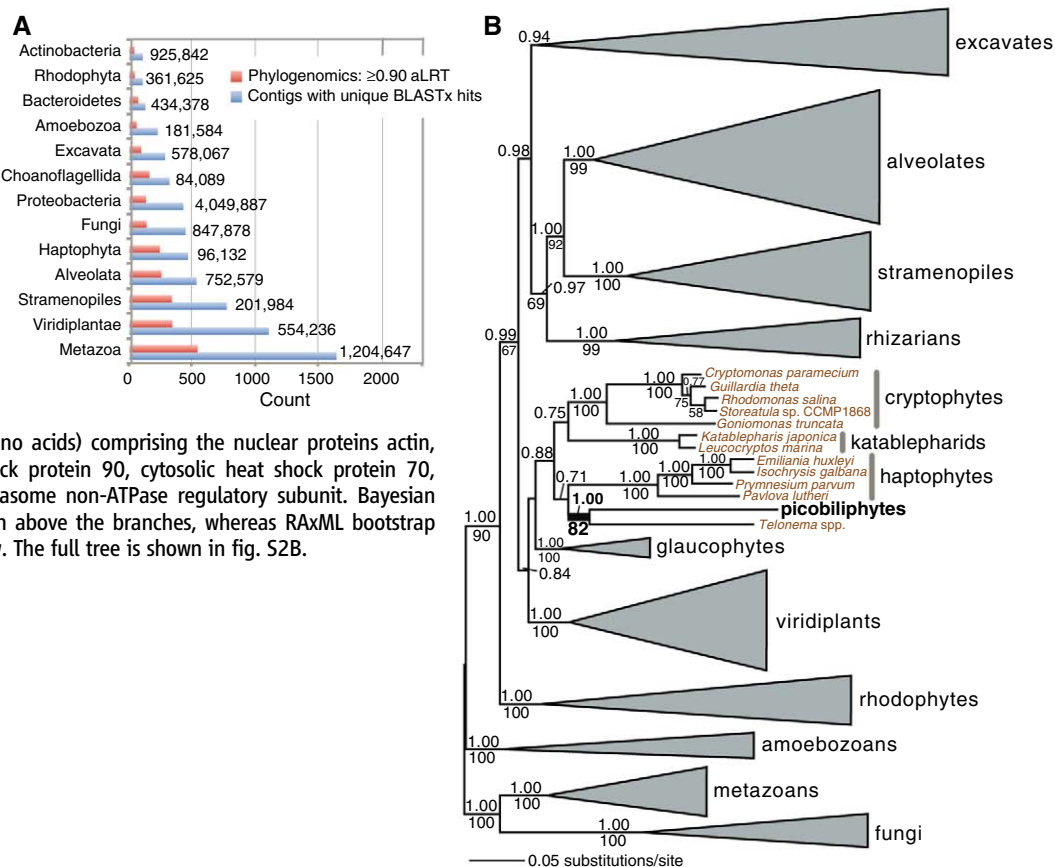 A
Actinobacteria 925,842
Rhodophyta 361,625
Bacteroidetes 434,378
Amoebozoa 181,584
Excavata 578,067
Choanoflagellida 84,089
Proteobacteria 4,049,887
Fungi 847,878
Haptophyta 96,132
Alveolata 752,579
Stramenopiles 201,984
Viridiplantae 554,236
Metazoa 1,204,647
Phylogenomics: ≥0.90 aLRT
Contigs with unique BLASTx hits
0 500 1000 1500 2000
Count
no acids) comprising the nuclear proteins actin,
ck protein 90, cytosolic heat shock protein 70,
asome non-ATPase regulatory subunit. Bayesian
n above the branches, whereas RAxML bootstrap
. The full tree is shown in fig. S2B.
B
0.94
excavates
0.98
1.00
99
alveolates
1.00
92
1.00
100
stramenopiles
0.97
69
1.00
99
rhizarians
0.99
67
Cryptomonas paramecium
1.00
100
0.77
Guillardia theta
75
Rhodomonas salina
58
Storeatula sp. CCMP1868
Goniomonas truncata
cryptophytes
0.75
1.00
100
Katablepharis japonica
Leucocryptos marina
katablepharids
0.88
0.71
1.00
100
1.00
100
1.00
100
Emiliania huxleyi
Isochrysis galbana
Prymnesium parvum
Pavlova lutheri
haptophytes
1.00
82
picobiliphytes
Telonema spp.
1.00
100
glaucophytes
0.84
1.00
100
viridiplants
1.00
90
1.00
100
rhodophytes
1.00
100
amoebozoans
1.00
100
1.00
100
metazoans
1.00
100
fungi
0.05 substitutions/site